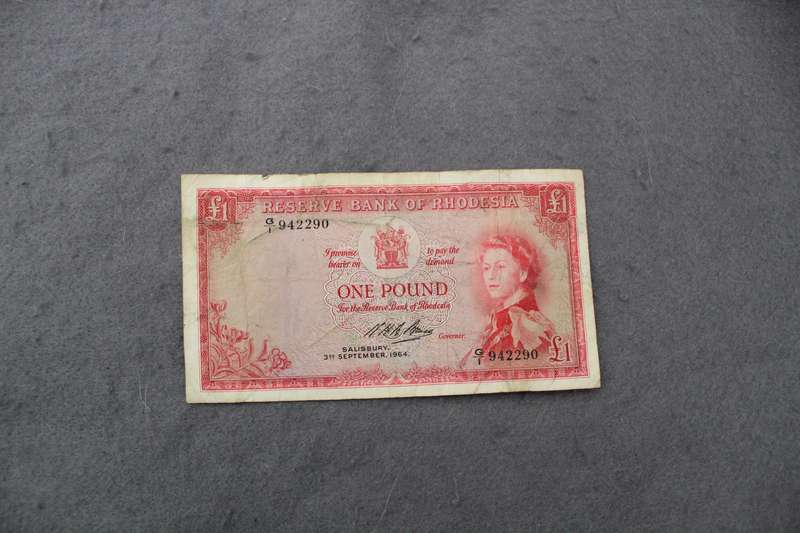 £1 RESERVE BANK OF RHODESIA £1
G/1 942290
I promise to pay the
bearer on demand
ONE POUND
For the Reserve Bank of Rhodesia
Governor.
SALISBURY,
3RD SEPTEMBER, 1964.
G/1 942290 £1